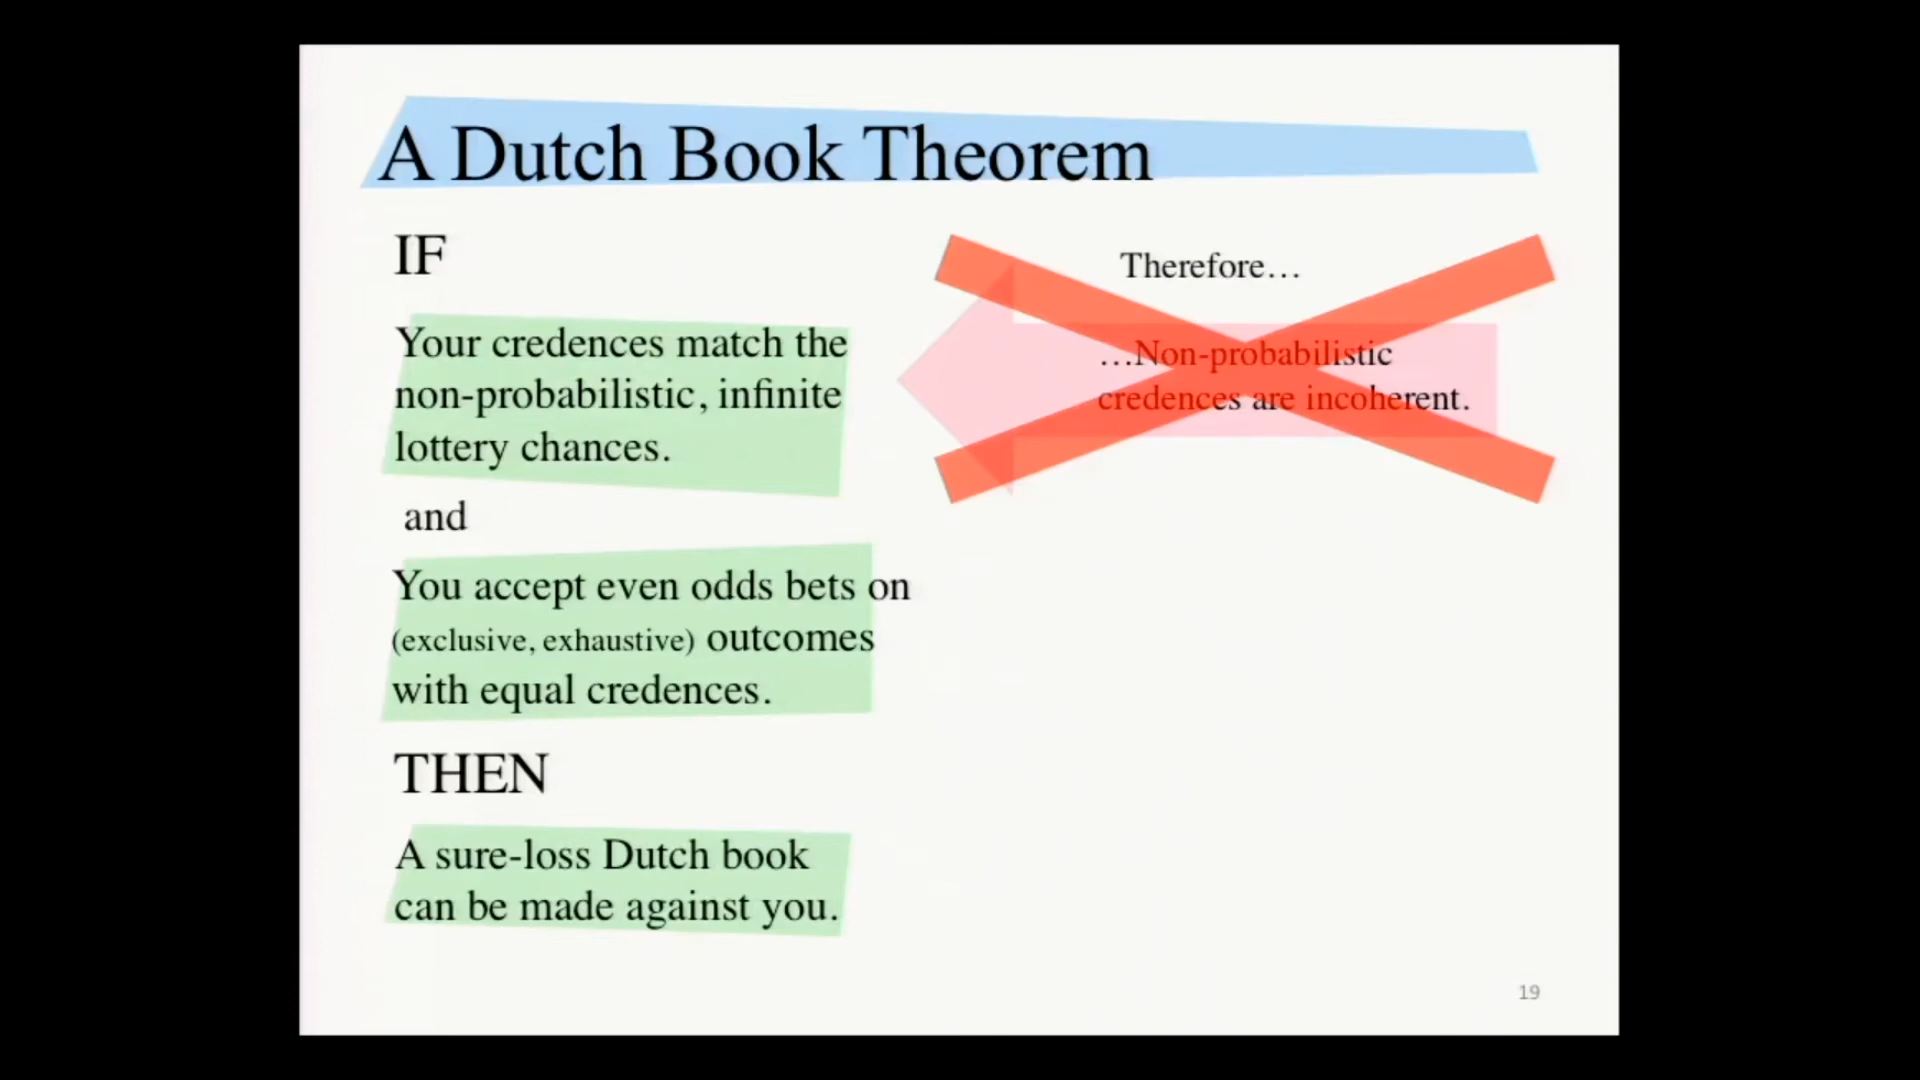 A Dutch Book Theorem
IF
Your credences match the
non-probabilistic, infinite
lottery chances.
and
You accept even odds bets on
(exclusive, exhaustive) outcomes
with equal credences.
THEN
A sure-loss Dutch book
can be made against you.
Therefore…
…Non-probabilistic
credences are incoherent.
19